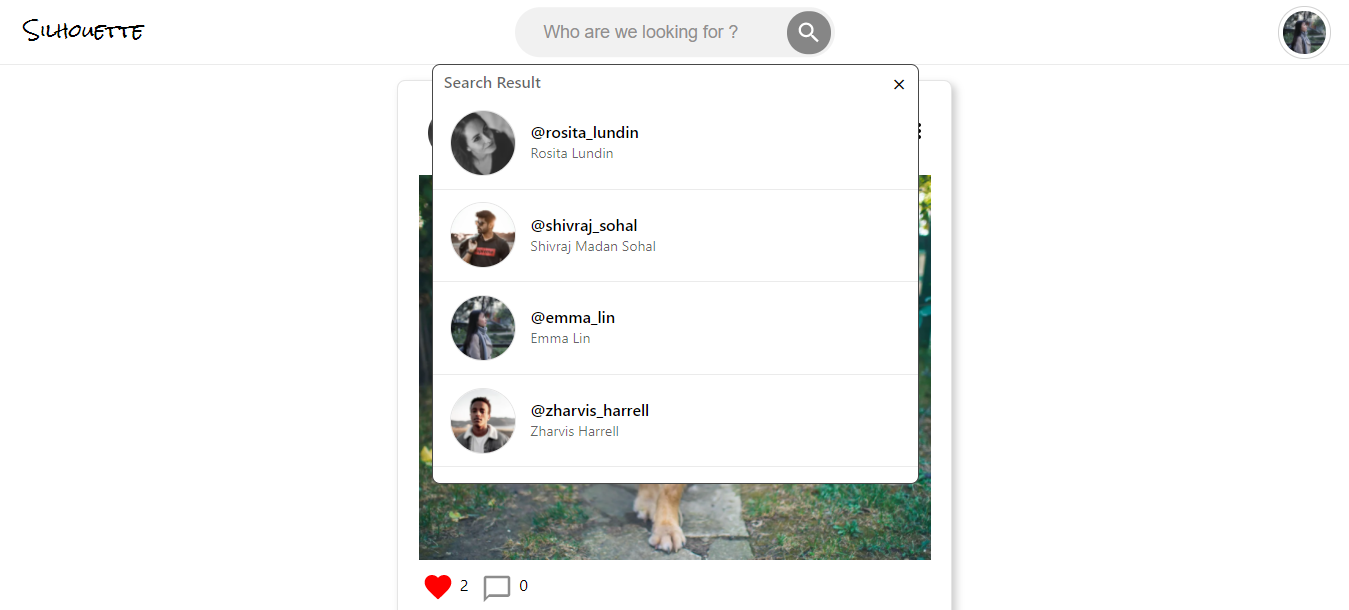 Silhouette
Who are we looking for ?
Search Result
@rosita_lundin
Rosita Lundin
@shivraj_sohal
Shivraj Madan Sohal
@emma_lin
Emma Lin
@zharvis_harrell
Zharvis Harrell
2 0